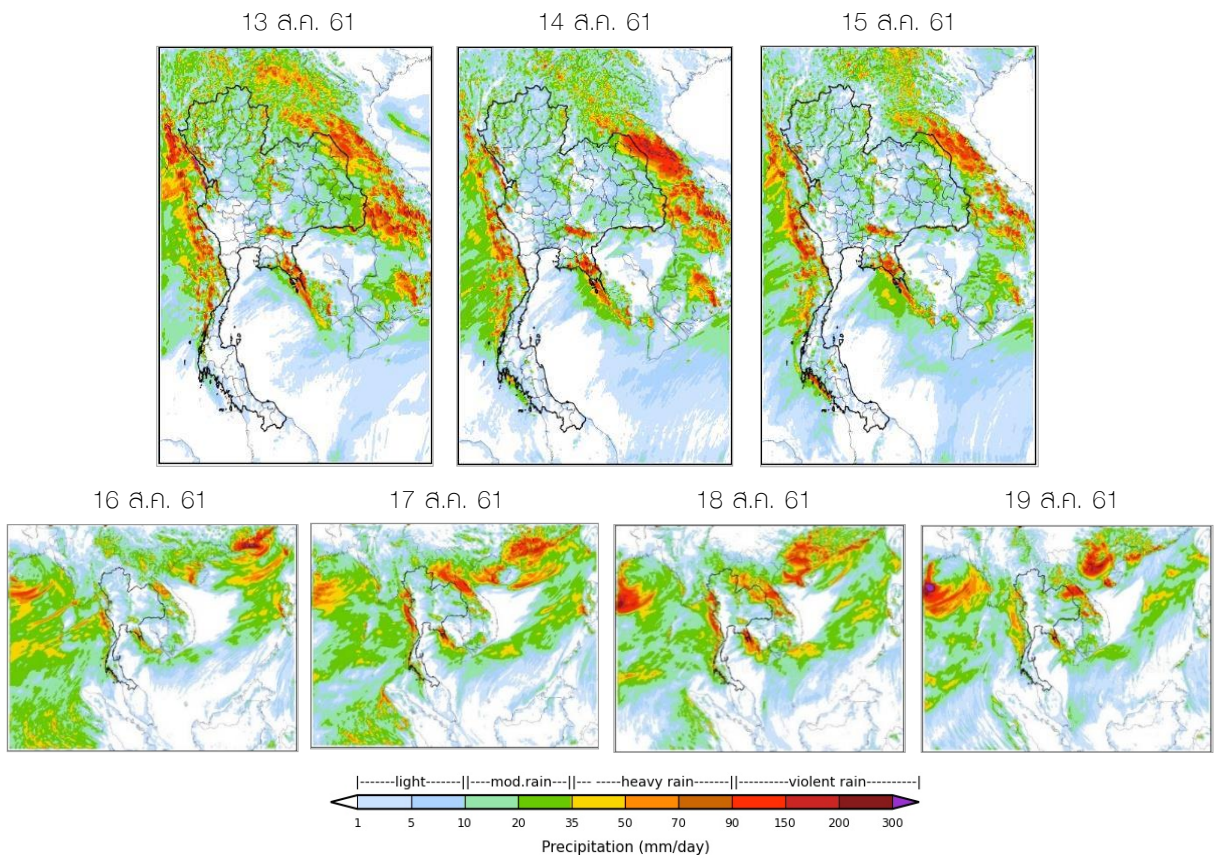 13 ส.ค. 61 14 ส.ค. 61 15 ส.ค. 61
16 ส.ค. 61 17 ส.ค. 61 18 ส.ค. 61 19 ส.ค. 61
|-------light------||----mod.rain----||--- -----heavy rain-------||---------violent rain-----------|
1 5 10 20 35 50 70 90 150 200 300
Precipitation (mm/day)